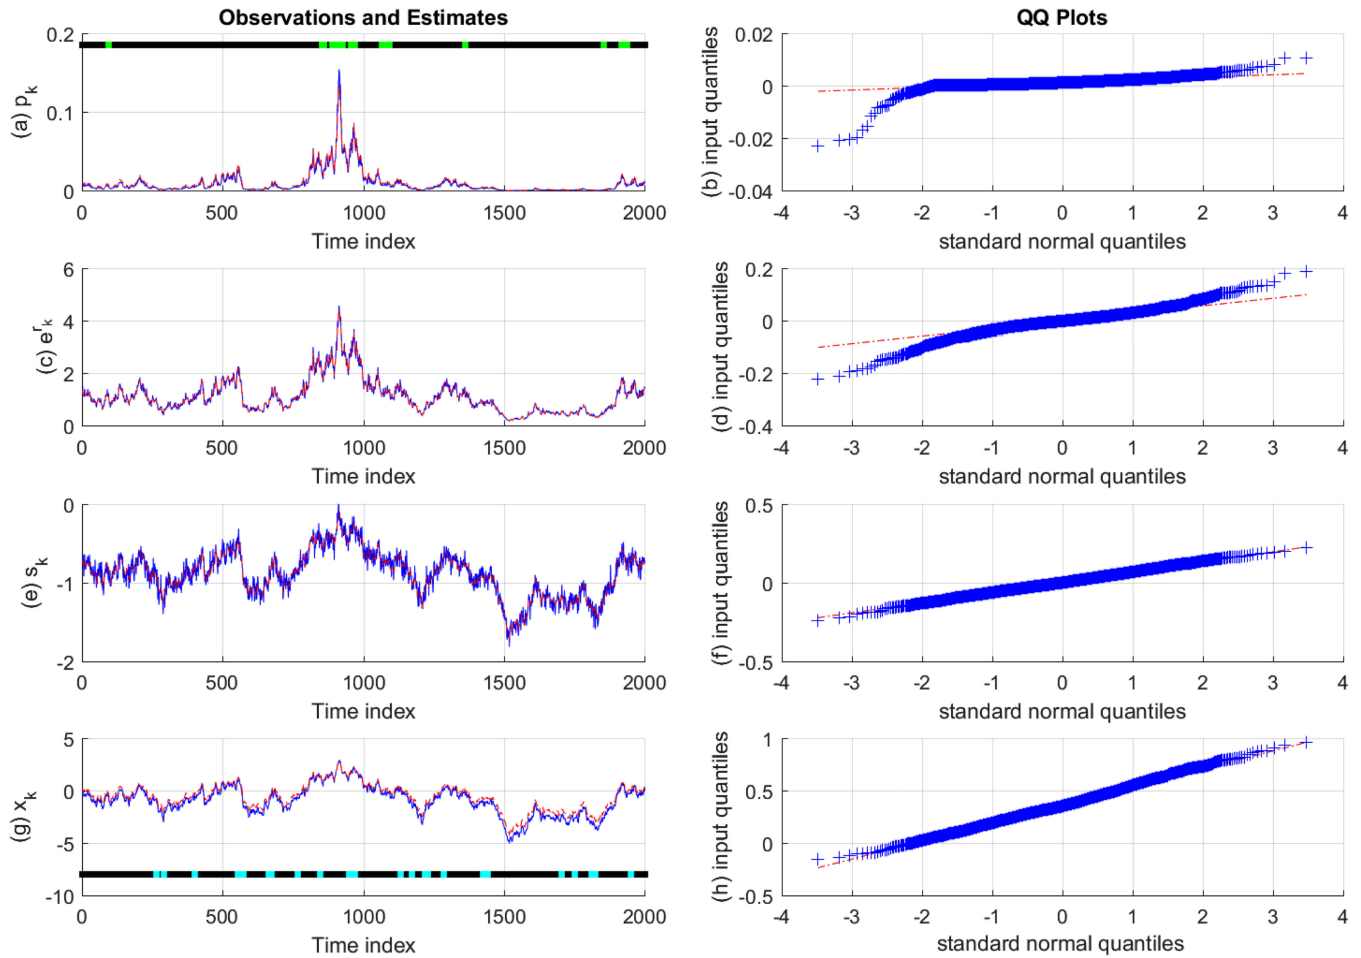 Observations and Estimates
QQ Plots
(a) p_k
0.2
0.1
0
0 500 1000 1500 2000
Time index
(b) input quantiles
0.02
0
-0.02
-0.04
-4 -3 -2 -1 0 1 2 3 4
standard normal quantiles
(c) e^r_k
6
4
2
0
0 500 1000 1500 2000
Time index
(d) input quantiles
0.2
0
-0.2
-0.4
-4 -3 -2 -1 0 1 2 3 4
standard normal quantiles
(e) s_k
0
-1
-2
0 500 1000 1500 2000
Time index
(f) input quantiles
0.5
0
-0.5
-4 -3 -2 -1 0 1 2 3 4
standard normal quantiles
(g) x_k
5
0
-5
-10
0 500 1000 1500 2000
Time index
(h) input quantiles
1
0.5
0
-0.5
-4 -3 -2 -1 0 1 2 3 4
standard normal quantiles